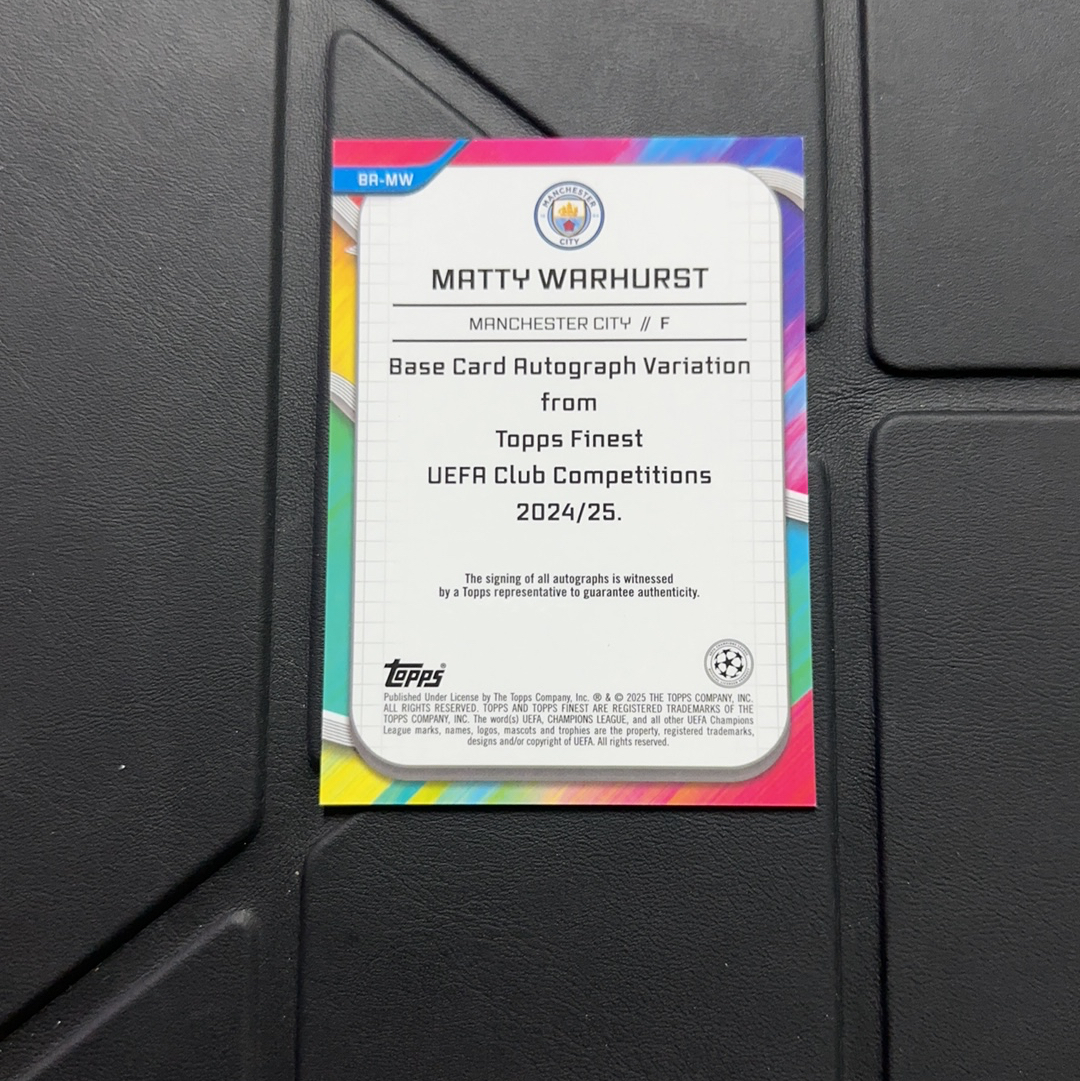 BA-MW
MANCHESTER
CITY
MATTY WARHURST
MANCHESTER CITY // F
Base Card Autograph Variation
from
Topps Finest
UEFA Club Competitions
2024/25.
The signing of all autographs is witnessed
by a Topps representative to guarantee authenticity.
topps®
Published Under License by The Topps Company, Inc. ® & © 2025 THE TOPPS COMPANY, INC.
ALL RIGHTS RESERVED. TOPPS AND TOPPS FINEST ARE REGISTERED TRADEMARKS OF THE
TOPPS COMPANY, INC. The word(s) UEFA, CHAMPIONS LEAGUE, and all other UEFA Champions
League marks, names, logos, mascots and trophies are the property, registered trademarks,
designs and/or copyright of UEFA. All rights reserved.